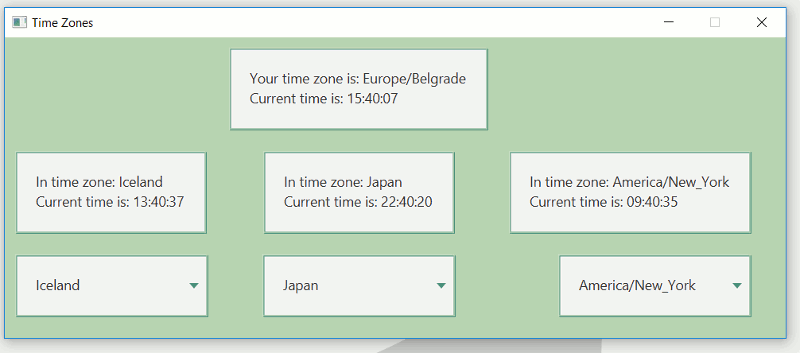 Time Zones
Your time zone is: Europe/Belgrade
Current time is: 15:40:07
In time zone: Iceland
Current time is: 13:40:37
In time zone: Japan
Current time is: 22:40:20
In time zone: America/New_York
Current time is: 09:40:35
Iceland
Japan
America/New_York